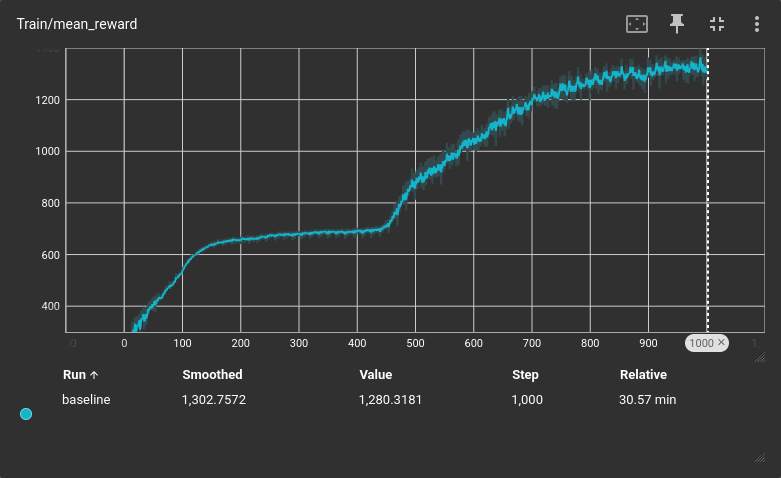 Train/mean_reward
1200
1000
800
600
400
0 100 200 300 400 500 600 700 800 900 1000 ✕
Run ↑ Smoothed Value Step Relative
baseline 1,302.7572 1,280.3181 1,000 30.57 min